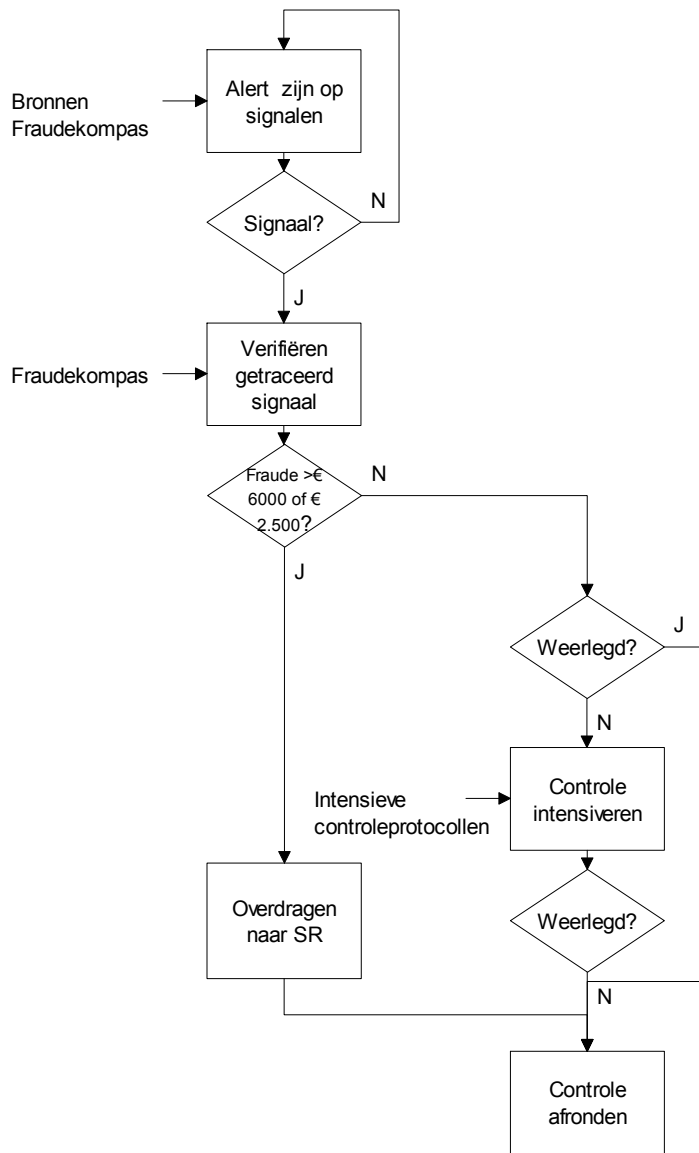 Alert zijn op
signalen
Bronnen
Fraudekompas
N
Signaal?
J
Verifiëren
getraceerd
signaal
Fraudekompas
N
Fraude >€
6000 of €
2.500?
J
J
Weerlegd?
N
Controle
intensiveren
Intensieve
controleprotocollen
Overdragen
naar SR
Weerlegd?
N
Controle
afronden